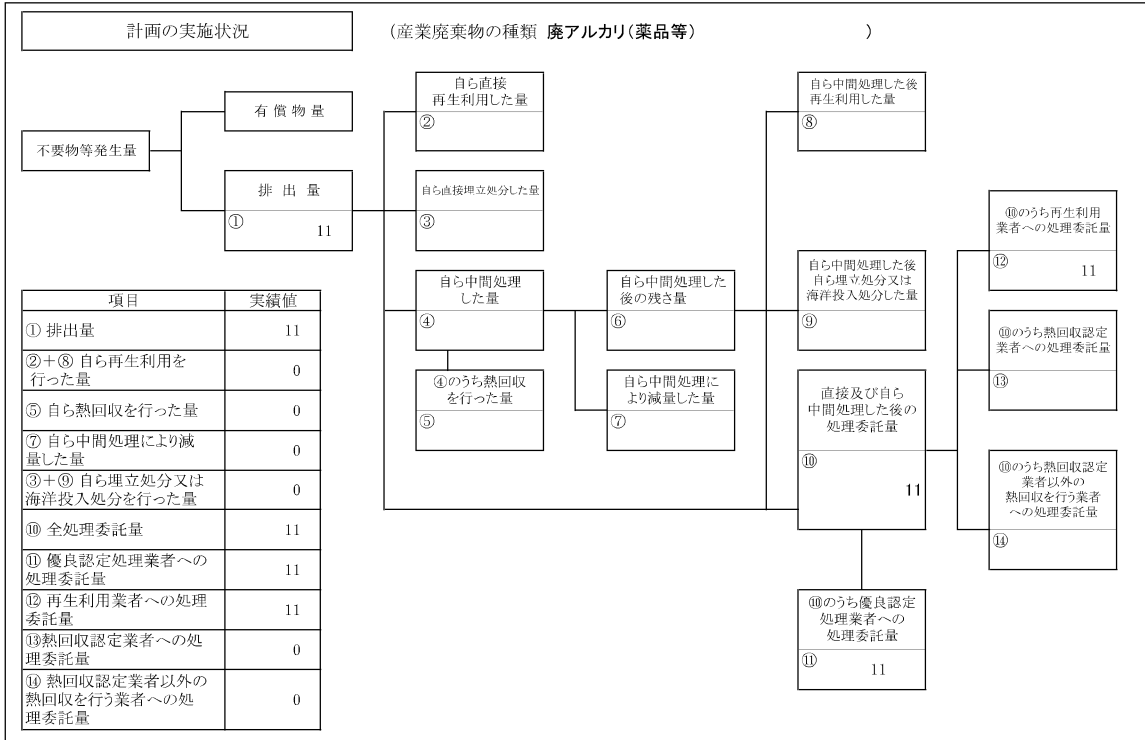 計画の実施状況
(産業廃棄物の種類 廃アルカリ(薬品等) )
不要物等発生量
有償物量
排出量
① 11
自ら直接
再生利用した量
②
自ら直接埋立処分した量
③
自ら中間処理
した量
④
④のうち熱回収
を行った量
⑤
自ら中間処理した
後の残さ量
⑥
自ら中間処理に
より減量した量
⑦
自ら中間処理した後
再生利用した量
⑧
自ら中間処理した後
自ら埋立処分又は
海洋投入処分した量
⑨
直接及び自ら
中間処理した後の
処理委託量
⑩
11
⑩のうち優良認定
処理業者への
処理委託量
⑪ 11
⑩のうち再生利用
業者への処理委託量
⑫ 11
⑩のうち熱回収認定
業者への処理委託量
⑬
⑩のうち熱回収認定
業者以外の
熱回収を行う業者
への処理委託量
⑭
項目 実績値
① 排出量 11
②+⑧ 自ら再生利用を
行った量 0
⑤ 自ら熱回収を行った量 0
⑦ 自ら中間処理により減
量した量 0
③+⑨ 自ら埋立処分又は
海洋投入処分を行った量 0
⑩ 全処理委託量 11
⑪ 優良認定処理業者への
処理委託量 11
⑫ 再生利用業者への処理
委託量 11
⑬熱回収認定業者への処
理委託量 0
⑭ 熱回収認定業者以外の
熱回収を行う業者への処
理委託量 0